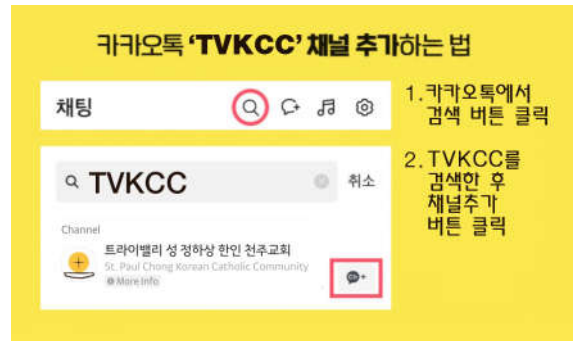 카카오톡 ‘TVKCC’ 채널 추가하는 법
채팅
1. 카카오톡에서
검색 버튼 클릭
TVKCC
취소
Channel
트라이밸리 성 정하상 한인 천주교회
St. Paul Chong Korean Catholic Community
More Info
2. TVKCC를
검색한 후
채널추가
버튼 클릭